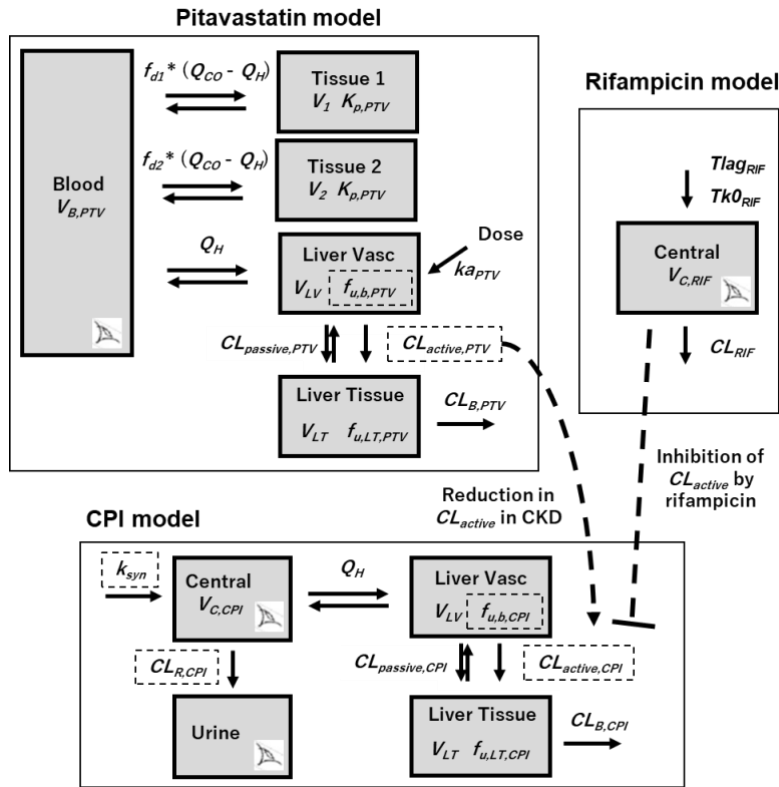 Pitavastatin model
f_d1* (Q_CO - Q_H)
Tissue 1
V_1 K_p,PTV
f_d2* (Q_CO - Q_H)
Tissue 2
V_2 K_p,PTV
Blood
V_B,PTV
Q_H
Liver Vasc
V_LV f_u,b,PTV
Dose
ka_PTV
CL_passive,PTV
CL_active,PTV
Liver Tissue
V_LT f_u,LT,PTV
CL_B,PTV
Rifampicin model
Tlag_RIF
Tk0_RIF
Central
V_C,RIF
CL_RIF
Reduction in
CL_active in CKD
Inhibition of
CL_active by
rifampicin
CPI model
k_syn
Central
V_C,CPI
Q_H
Liver Vasc
V_LV f_u,b,CPI
CL_R,CPI
CL_passive,CPI
CL_active,CPI
Urine
Liver Tissue
V_LT f_u,LT,CPI
CL_B,CPI